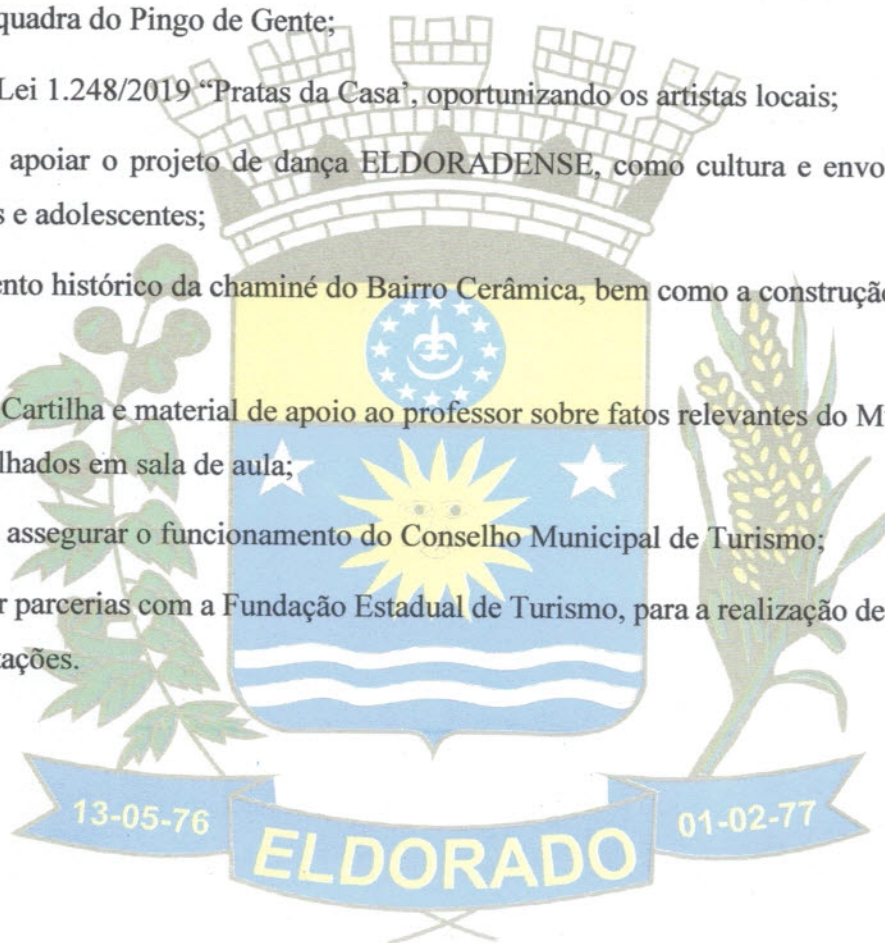 quadra do Pingo de Gente;
Lei 1.248/2019 “Pratas da Casa’, oportunizando os artistas locais;
apoiar o projeto de dança ELDORADENSE, como cultura e envo
s e adolescentes;
ento histórico da chaminé do Bairro Cerâmica, bem como a construção
Cartilha e material de apoio ao professor sobre fatos relevantes do M
lhados em sala de aula;
assegurar o funcionamento do Conselho Municipal de Turismo;
r parcerias com a Fundação Estadual de Turismo, para a realização de
tações.
13-05-76
ELDORADO
01-02-77